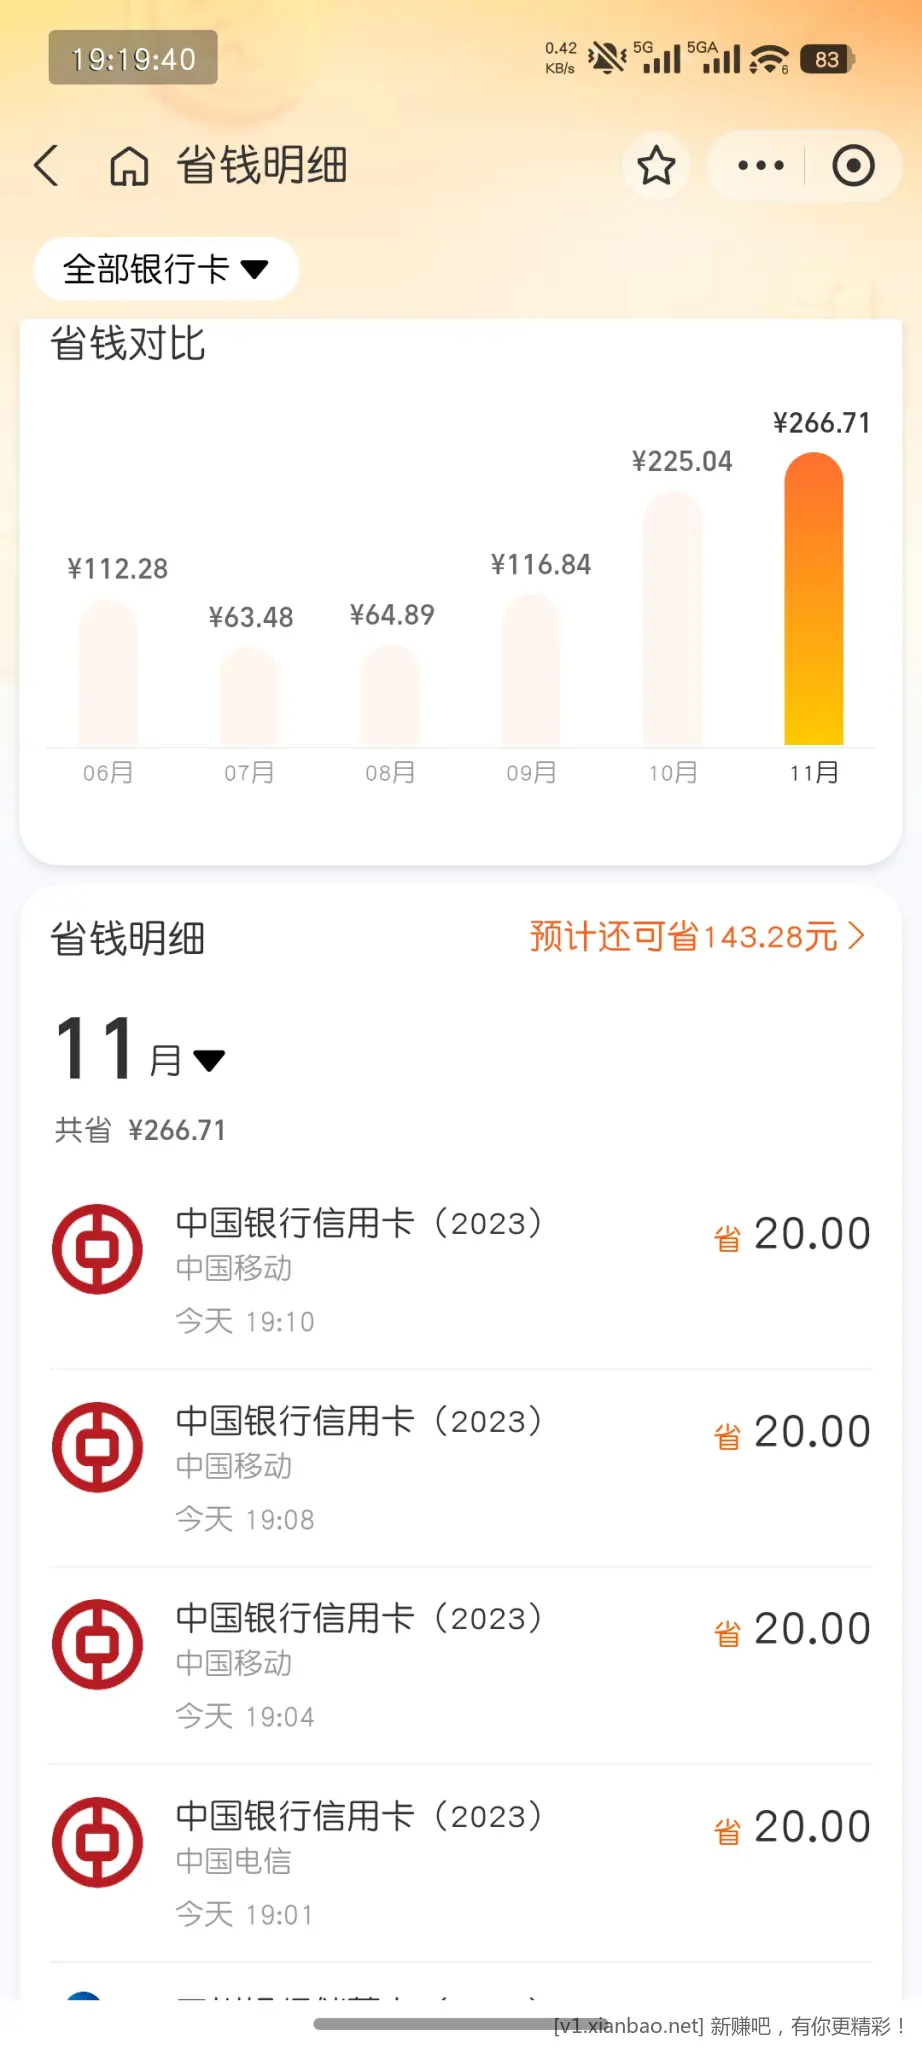 19:19:40
0.42 KB/s 5G 5GA 6 83
省钱明细
全部银行卡
省钱对比
¥266.71
¥225.04
¥112.28
¥116.84
¥63.48
¥64.89
06月 07月 08月 09月 10月 11月
省钱明细 预计还可省143.28元
11月
共省 ¥266.71
中国银行信用卡（2023） 省 20.00
中国移动
今天 19:10
中国银行信用卡（2023） 省 20.00
中国移动
今天 19:08
中国银行信用卡（2023） 省 20.00
中国移动
今天 19:04
中国银行信用卡（2023） 省 20.00
中国电信
今天 19:01
[v1.xianbao.net] 新赚吧，有你更精彩！